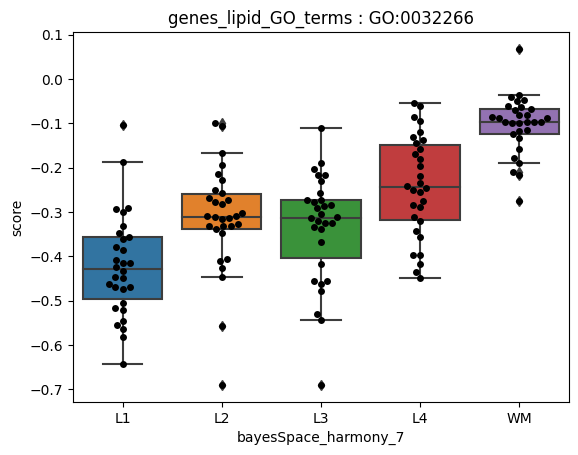 genes_lipid_GO_terms : GO:0032266
0.1
0.0
−0.1
−0.2
−0.3
−0.4
−0.5
−0.6
−0.7
score
L1 L2 L3 L4 WM
bayesSpace_harmony_7